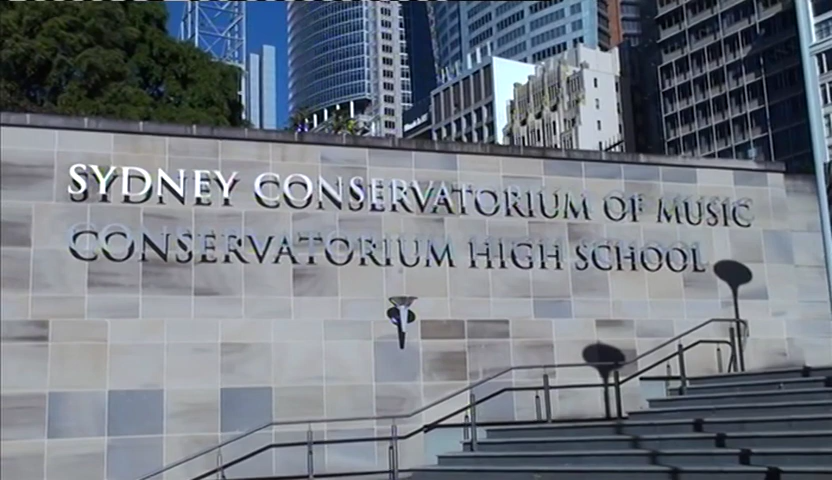 SYDNEY CONSERVATORIUM OF MUSIC
CONSERVATORIUM HIGH SCHOOL